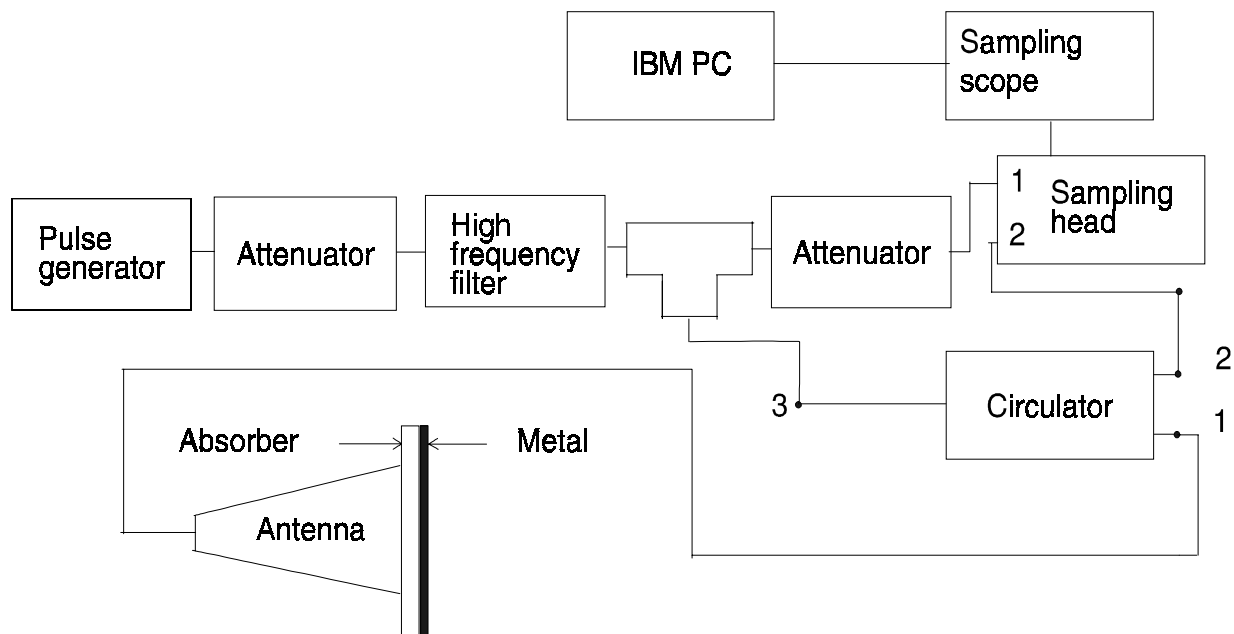 IBM PC
Sampling
scope
1
Sampling
head
2
Pulse
generator
Attenuator
High
frequency
filter
Attenuator
3
Circulator
2
1
Absorber
Metal
Antenna